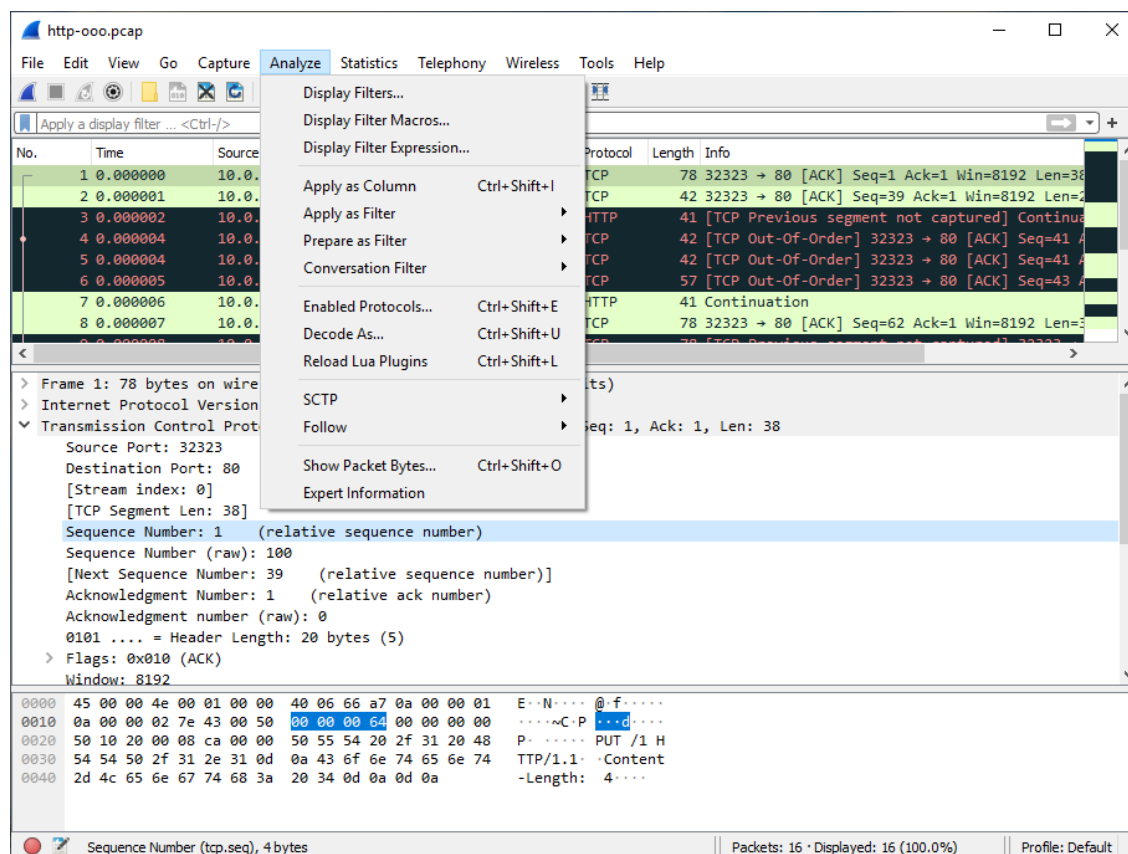 http-ooo.pcap
File Edit View Go Capture Analyze Statistics Telephony Wireless Tools Help
Apply a display filter ... <Ctrl-/>
Display Filters...
Display Filter Macros...
Display Filter Expression...
Apply as Column Ctrl+Shift+I
Apply as Filter
Prepare as Filter
Conversation Filter
Enabled Protocols... Ctrl+Shift+E
Decode As... Ctrl+Shift+U
Reload Lua Plugins Ctrl+Shift+L
SCTP
Follow
Show Packet Bytes... Ctrl+Shift+O
Expert Information
No. Time Source Protocol Length Info
1 0.000000 10.0. TCP 78 32323 → 80 [ACK] Seq=1 Ack=1 Win=8192 Len=38
2 0.000001 10.0. TCP 42 32323 → 80 [ACK] Seq=39 Ack=1 Win=8192 Len=2
3 0.000002 10.0. HTTP 41 [TCP Previous segment not captured] Continua
4 0.000004 10.0. TCP 42 [TCP Out-Of-Order] 32323 → 80 [ACK] Seq=41 A
5 0.000004 10.0. TCP 42 [TCP Out-Of-Order] 32323 → 80 [ACK] Seq=41 A
6 0.000005 10.0. TCP 57 [TCP Out-Of-Order] 32323 → 80 [ACK] Seq=43 A
7 0.000006 10.0. HTTP 41 Continuation
8 0.000007 10.0. TCP 78 32323 → 80 [ACK] Seq=62 Ack=1 Win=8192 Len=3
Frame 1: 78 bytes on wire its)
Internet Protocol Version
Transmission Control Prot Seq: 1, Ack: 1, Len: 38
Source Port: 32323
Destination Port: 80
[Stream index: 0]
[TCP Segment Len: 38]
Sequence Number: 1 (relative sequence number)
Sequence Number (raw): 100
[Next Sequence Number: 39 (relative sequence number)]
Acknowledgment Number: 1 (relative ack number)
Acknowledgment number (raw): 0
0101 .... = Header Length: 20 bytes (5)
Flags: 0x010 (ACK)
Window: 8192
0000 45 00 00 4e 00 01 00 00 40 06 66 a7 0a 00 00 01 E··N····@·f·····
0010 0a 00 00 02 7e 43 00 50 00 00 00 64 00 00 00 00 ····~C·P···d····
0020 50 10 20 00 08 ca 00 00 50 55 54 20 2f 31 20 48 P· ·····PUT /1 H
0030 54 54 50 2f 31 2e 31 0d 0a 43 6f 6e 74 65 6e 74 TTP/1.1··Content
0040 2d 4c 65 6e 67 74 68 3a 20 34 0d 0a 0d 0a -Length: 4····
Sequence Number (tcp.seq), 4 bytes Packets: 16 · Displayed: 16 (100.0%) Profile: Default